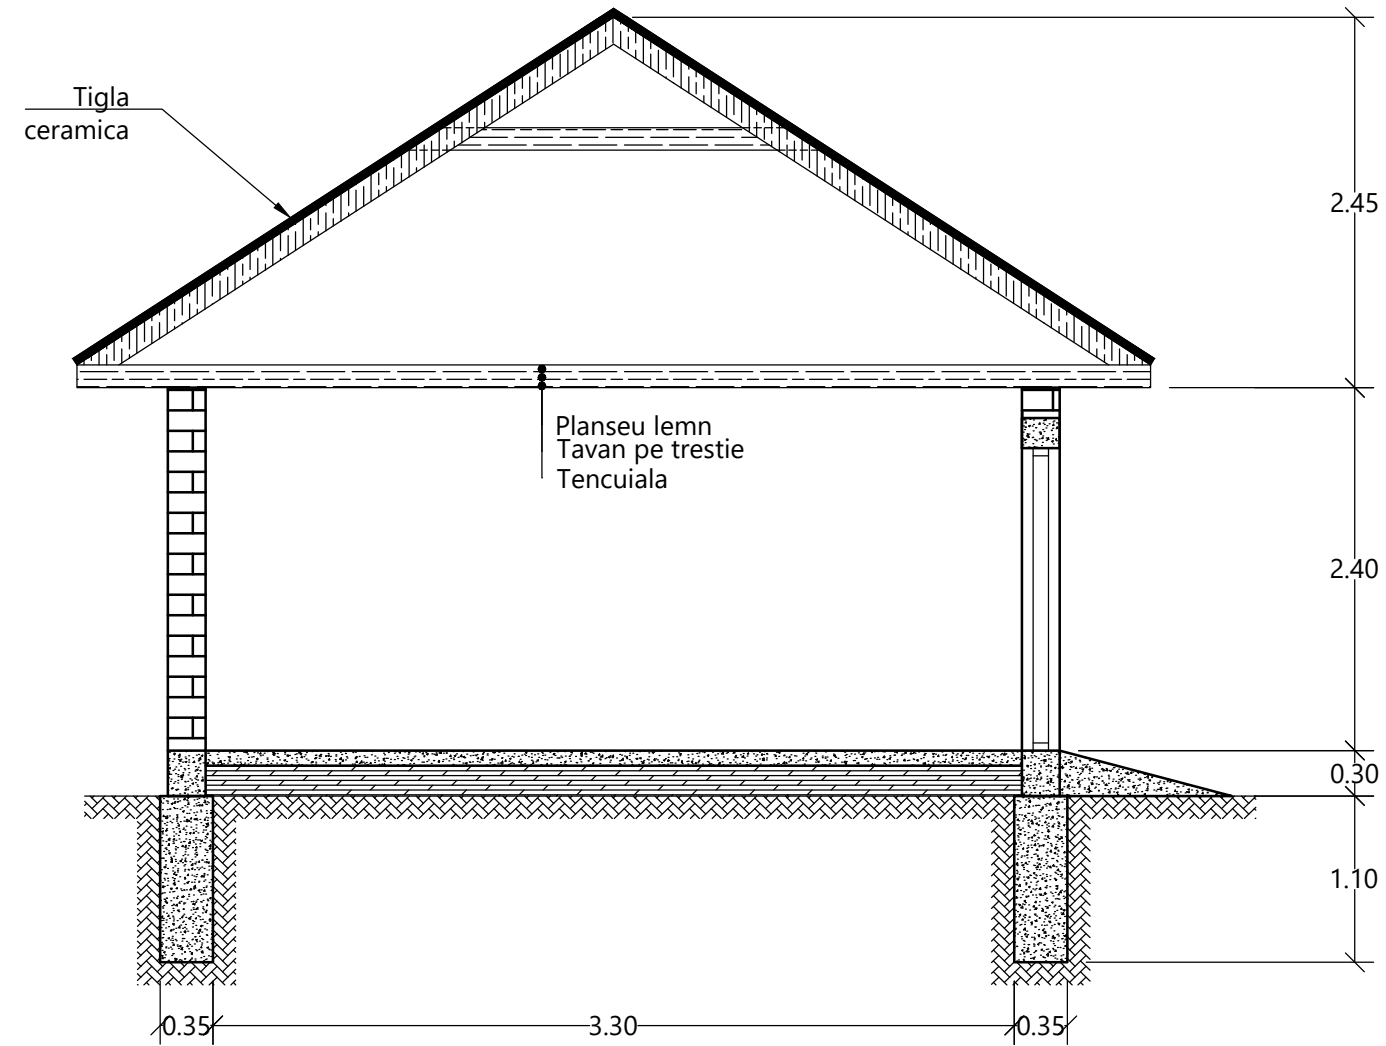 Tigla
ceramica
2.45
Planseu lemn
Tavan pe trestie
Tencuiala
2.40
0.30
1.10
0.35
3.30
0.35